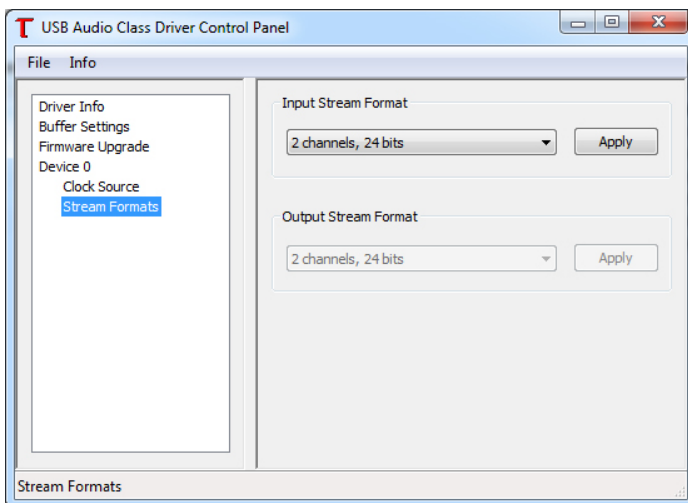 USB Audio Class Driver Control Panel
File Info
Driver Info
Buffer Settings
Firmware Upgrade
Device 0
Clock Source
Stream Formats
Input Stream Format
2 channels, 24 bits Apply
Output Stream Format
2 channels, 24 bits Apply
Stream Formats